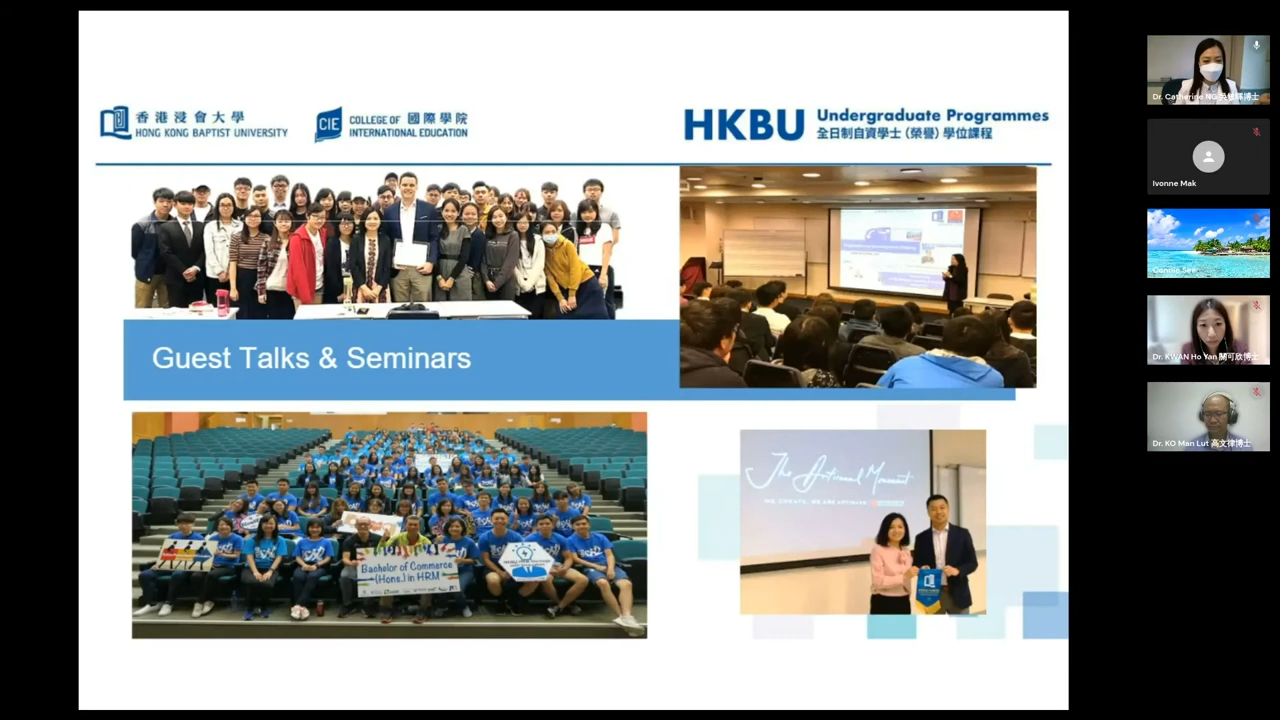 香港浸會大學
HONG KONG BAPTIST UNIVERSITY
CIE
COLLEGE OF 國際學院
INTERNATIONAL EDUCATION
HKBU
Undergraduate Programmes
全日制自資學士（榮譽）學位課程
Guest Talks & Seminars
Bachelor of Commerce
(Hons.) in HRM
The Artisanal Movement
Dr. Catherine NG
Ivonne Mak
Dr. KWAN Ho Yan 關可欣博士
Dr. KO Man Lut 高文律博士